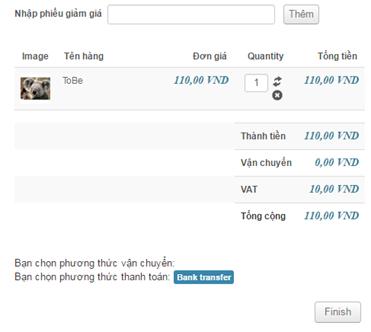 Nhập phiếu giảm giá Thêm
Image Tên hàng Đơn giá Quantity Tổng tiền
ToBe 110,00 VND 1 110,00 VND
Thành tiền 110,00 VND
Vận chuyển 0,00 VND
VAT 10,00 VND
Tổng cộng 110,00 VND
Bạn chọn phương thức vận chuyển:
Bạn chọn phương thức thanh toán: Bank transfer
Finish